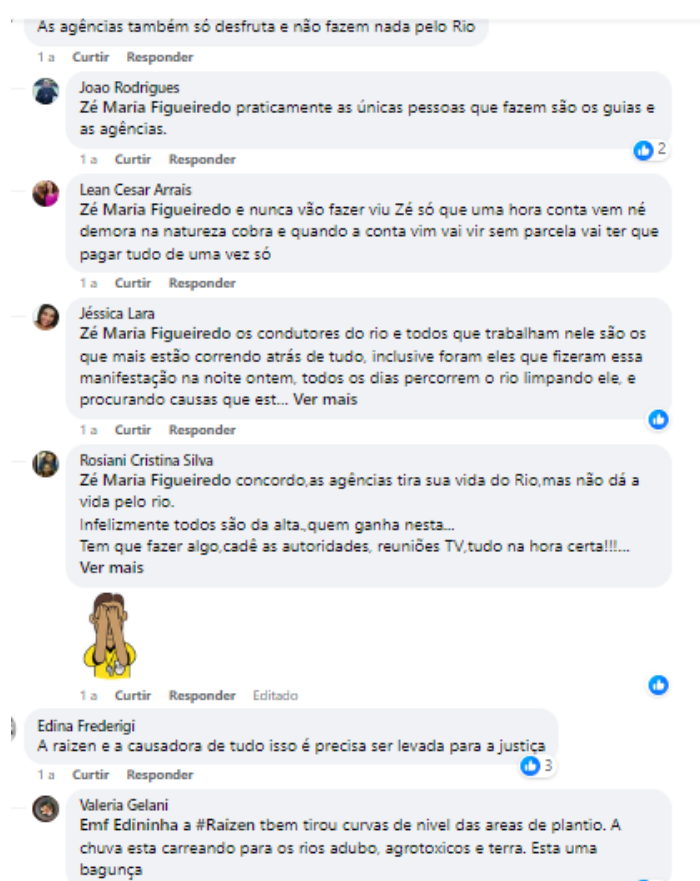 As agências também só desfruta e não fazem nada pelo Rio
1 a Curtir Responder
Joao Rodrigues
Zé Maria Figueiredo praticamente as únicas pessoas que fazem são os guias e
as agências.
2
1 a Curtir Responder
Lean Cesar Arrais
Zé Maria Figueiredo e nunca vão fazer viu Zé só que uma hora conta vem né
demora na natureza cobra e quando a conta vim vai vir sem parcela vai ter que
pagar tudo de uma vez só
1 a Curtir Responder
Jéssica Lara
Zé Maria Figueiredo os condutores do rio e todos que trabalham nele são os
que mais estão correndo atrás de tudo, inclusive foram eles que fizeram essa
manifestação na noite ontem, todos os dias percorrem o rio limpando ele, e
procurando causas que est... Ver mais
1 a Curtir Responder
Rosiani Cristina Silva
Zé Maria Figueiredo concordo,as agências tira sua vida do Rio,mas não dá a
vida pelo rio.
Infelizmente todos são da alta.,quem ganha nesta...
Tem que fazer algo,cadê as autoridades, reuniões TV,tudo na hora certa!!!...
Ver mais
1 a Curtir Responder Editado
Edina Frederigi
A raizen e a causadora de tudo isso é precisa ser levada para a justiça
3
1 a Curtir Responder
Valeria Gelani
Emf Edininha a #Raizen tbem tirou curvas de nivel das areas de plantio. A
chuva esta carreando para os rios adubo, agrotoxicos e terra. Esta uma
bagunça